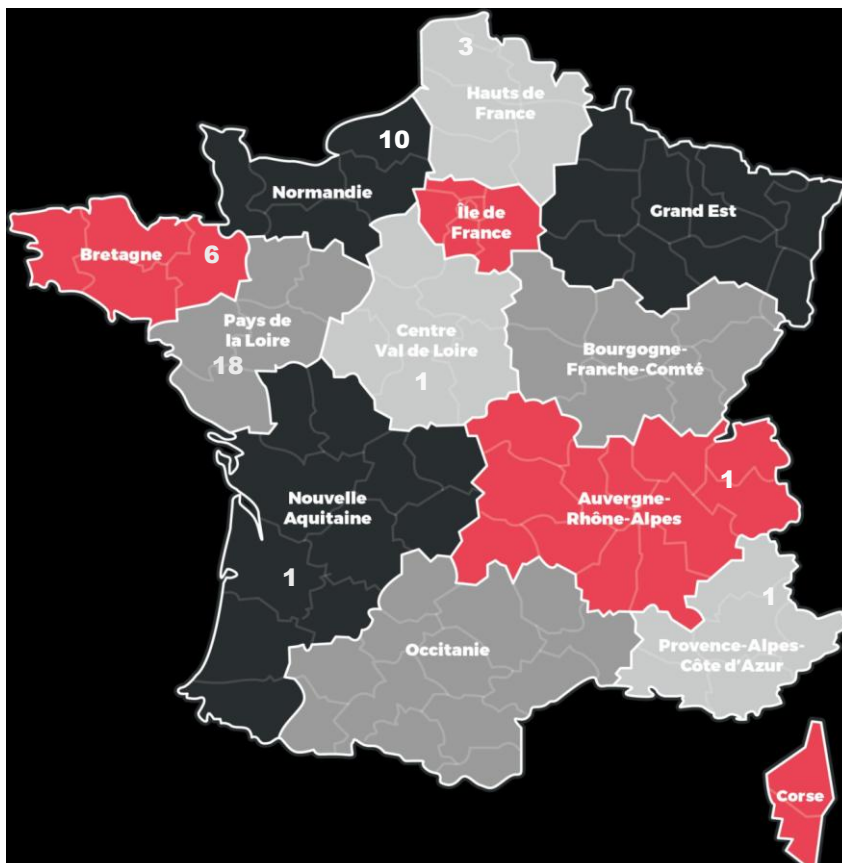 3
Hauts de
France
10
Normandie
Île de
France
Grand Est
Bretagne
6
Pays de
la Loire
18
Centre
Val de Loire
1
Bourgogne-
Franche-Comté
Nouvelle
Aquitaine
1
Auvergne-
Rhône-Alpes
1
Occitanie
1
Provence-Alpes-
Côte d'Azur
Corse